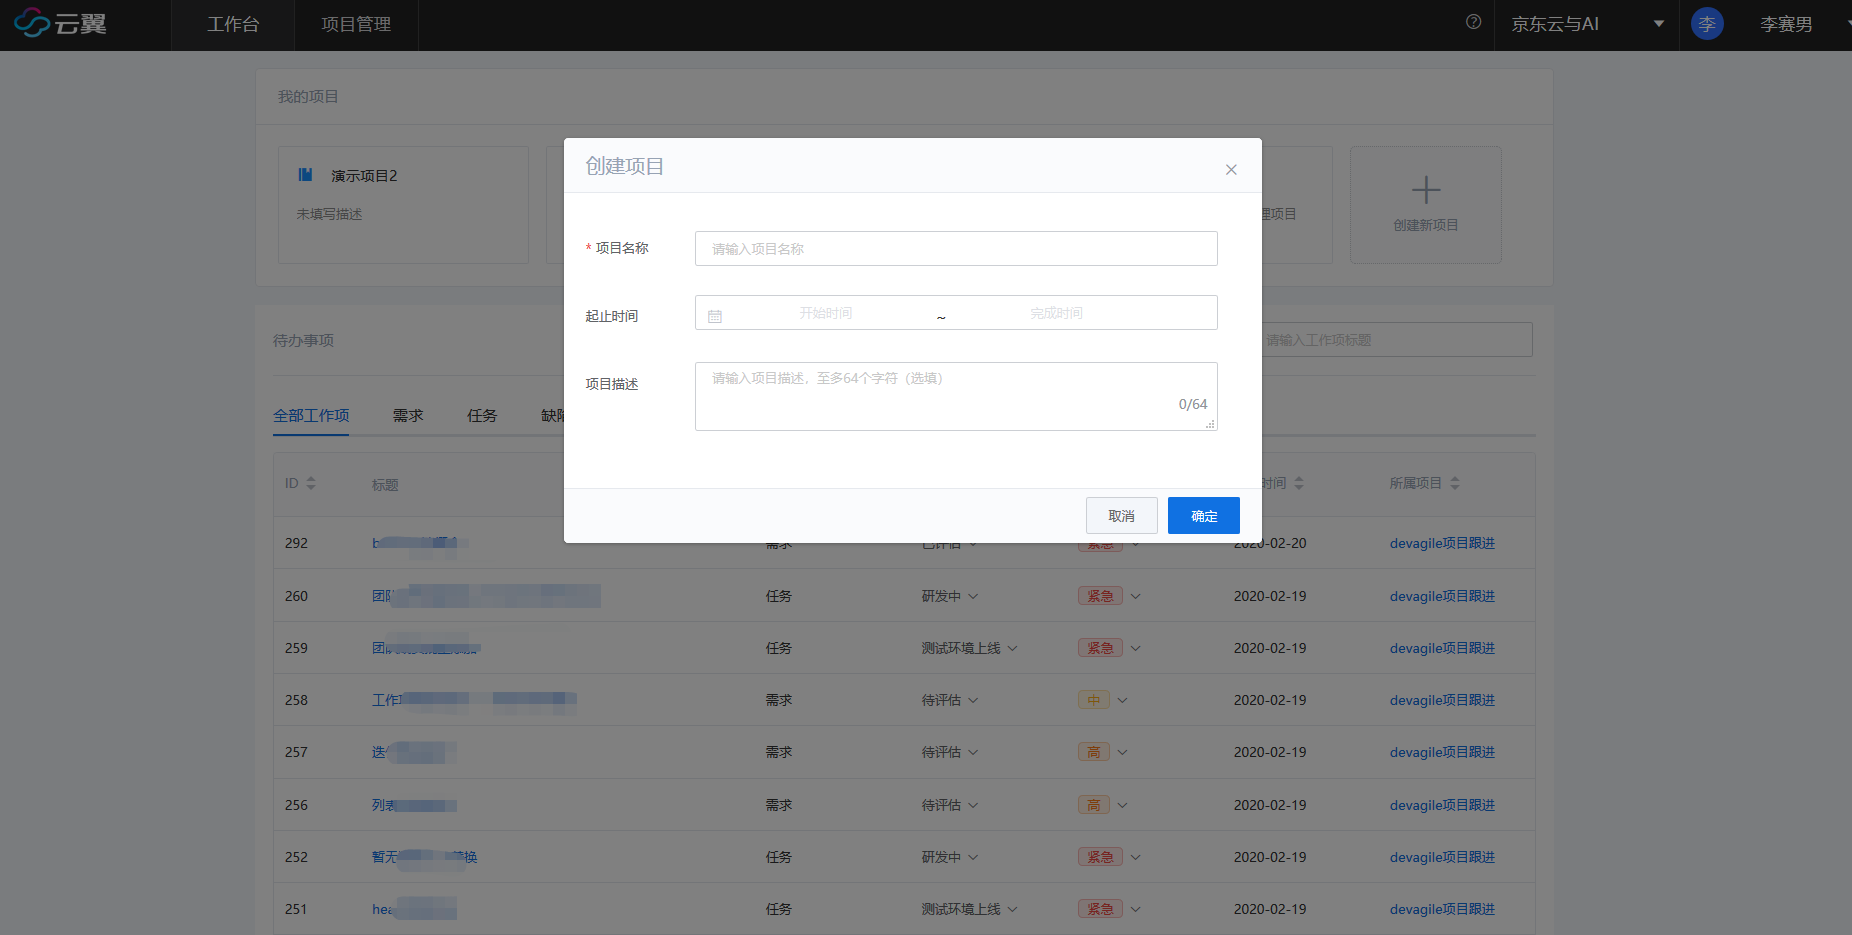 云翼
工作台
项目管理
京东云与AI
李
李赛男
我的项目
演示项目2
未填写描述
理项目
创建新项目
创建项目
* 项目名称
请输入项目名称
起止时间
开始时间
~
完成时间
项目描述
请输入项目描述，至多64个字符（选填）
0/64
取消
确定
待办事项
请输入工作项标题
全部工作项
需求
任务
缺陷
ID
标题
时间
所属项目
292 需求 已评估 紧急 2020-02-20 devagile项目跟进
260 团队 任务 研发中 紧急 2020-02-19 devagile项目跟进
259 团队 任务 测试环境上线 紧急 2020-02-19 devagile项目跟进
258 工作项 需求 待评估 中 2020-02-19 devagile项目跟进
257 迭代 需求 待评估 高 2020-02-19 devagile项目跟进
256 列表 需求 待评估 高 2020-02-19 devagile项目跟进
252 暂无 替换 任务 研发中 紧急 2020-02-19 devagile项目跟进
251 hea 任务 测试环境上线 紧急 2020-02-19 devagile项目跟进